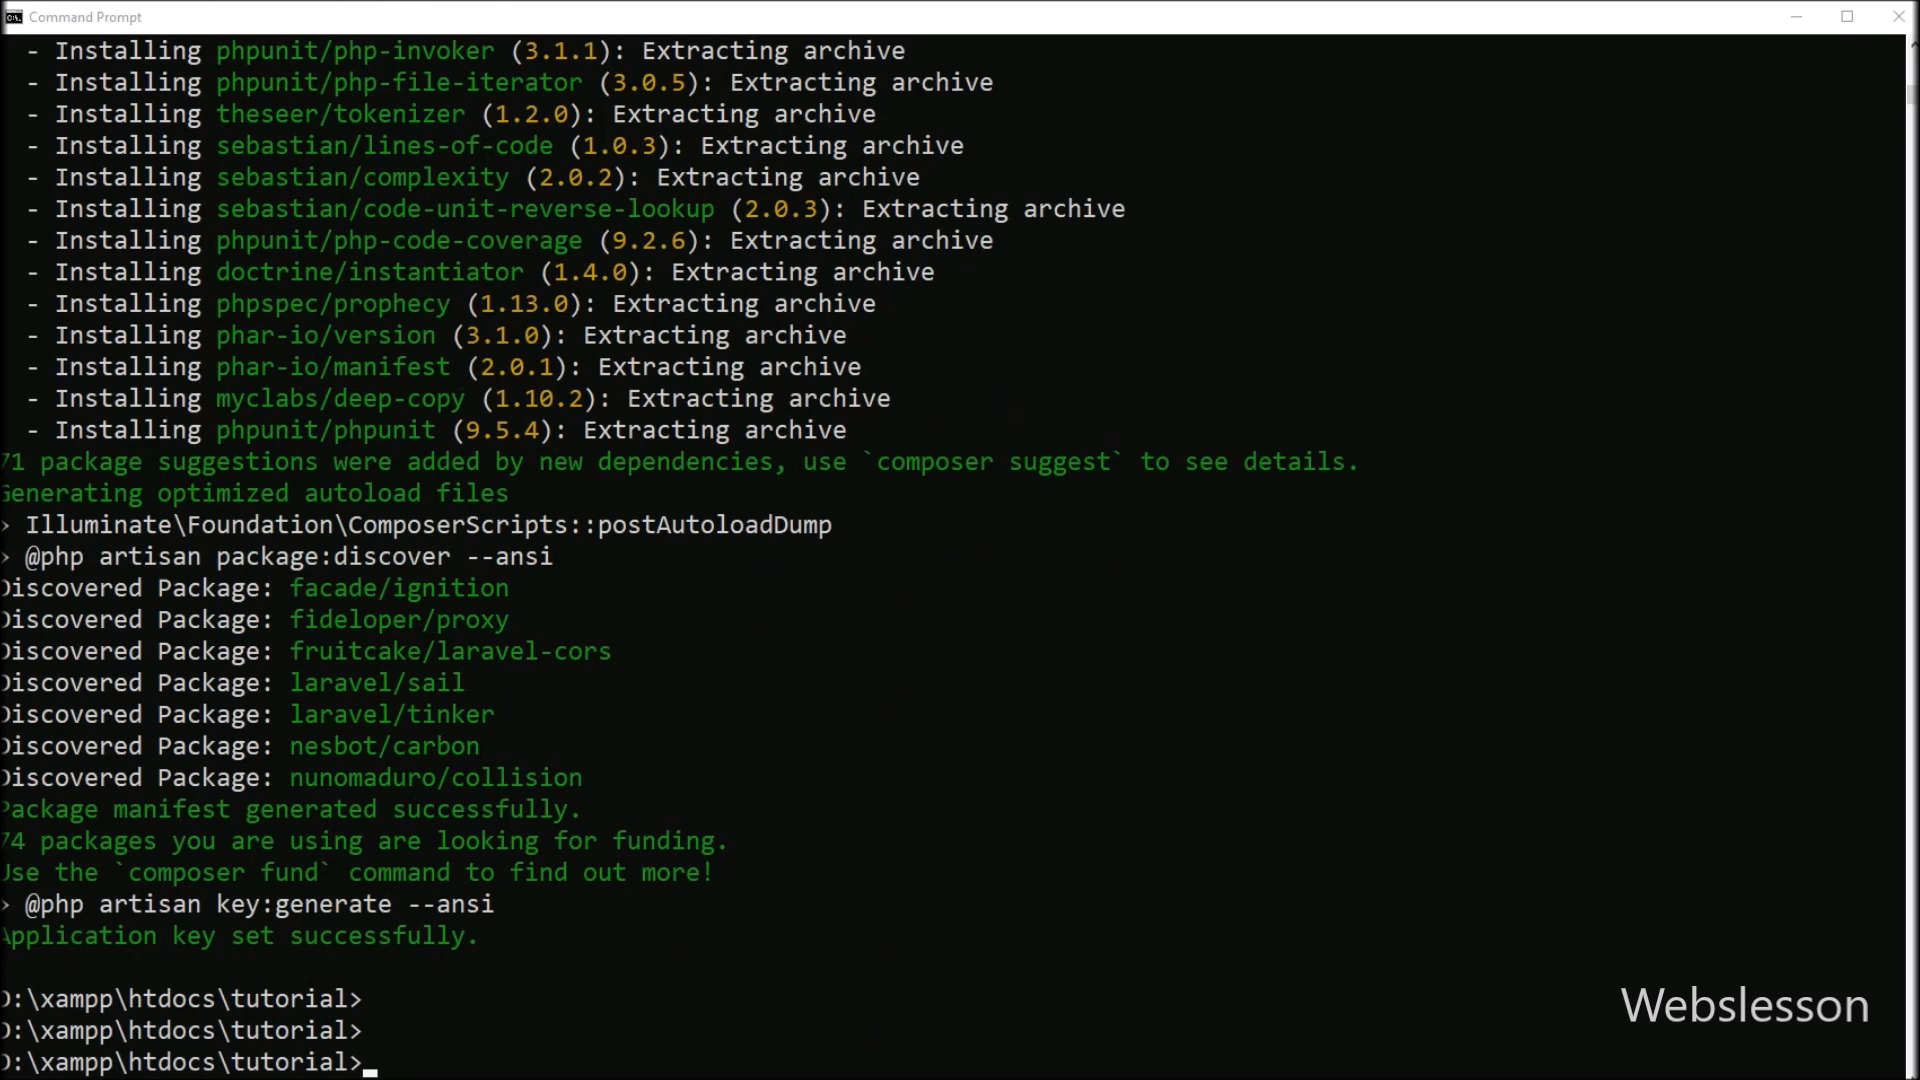 Command Prompt
- Installing phpunit/php-invoker (3.1.1): Extracting archive
- Installing phpunit/php-file-iterator (3.0.5): Extracting archive
- Installing theseer/tokenizer (1.2.0): Extracting archive
- Installing sebastian/lines-of-code (1.0.3): Extracting archive
- Installing sebastian/complexity (2.0.2): Extracting archive
- Installing sebastian/code-unit-reverse-lookup (2.0.3): Extracting archive
- Installing phpunit/php-code-coverage (9.2.6): Extracting archive
- Installing doctrine/instantiator (1.4.0): Extracting archive
- Installing phpspec/prophecy (1.13.0): Extracting archive
- Installing phar-io/version (3.1.0): Extracting archive
- Installing phar-io/manifest (2.0.1): Extracting archive
- Installing myclabs/deep-copy (1.10.2): Extracting archive
- Installing phpunit/phpunit (9.5.4): Extracting archive
71 package suggestions were added by new dependencies, use `composer suggest` to see details.
Generating optimized autoload files
> Illuminate\Foundation\ComposerScripts::postAutoloadDump
> @php artisan package:discover --ansi
Discovered Package: facade/ignition
Discovered Package: fideloper/proxy
Discovered Package: fruitcake/laravel-cors
Discovered Package: laravel/sail
Discovered Package: laravel/tinker
Discovered Package: nesbot/carbon
Discovered Package: nunomaduro/collision
Package manifest generated successfully.
74 packages you are using are looking for funding.
Use the `composer fund` command to find out more!
> @php artisan key:generate --ansi
Application key set successfully.
D:\xampp\htdocs\tutorial>
D:\xampp\htdocs\tutorial>
D:\xampp\htdocs\tutorial>
Webslesson